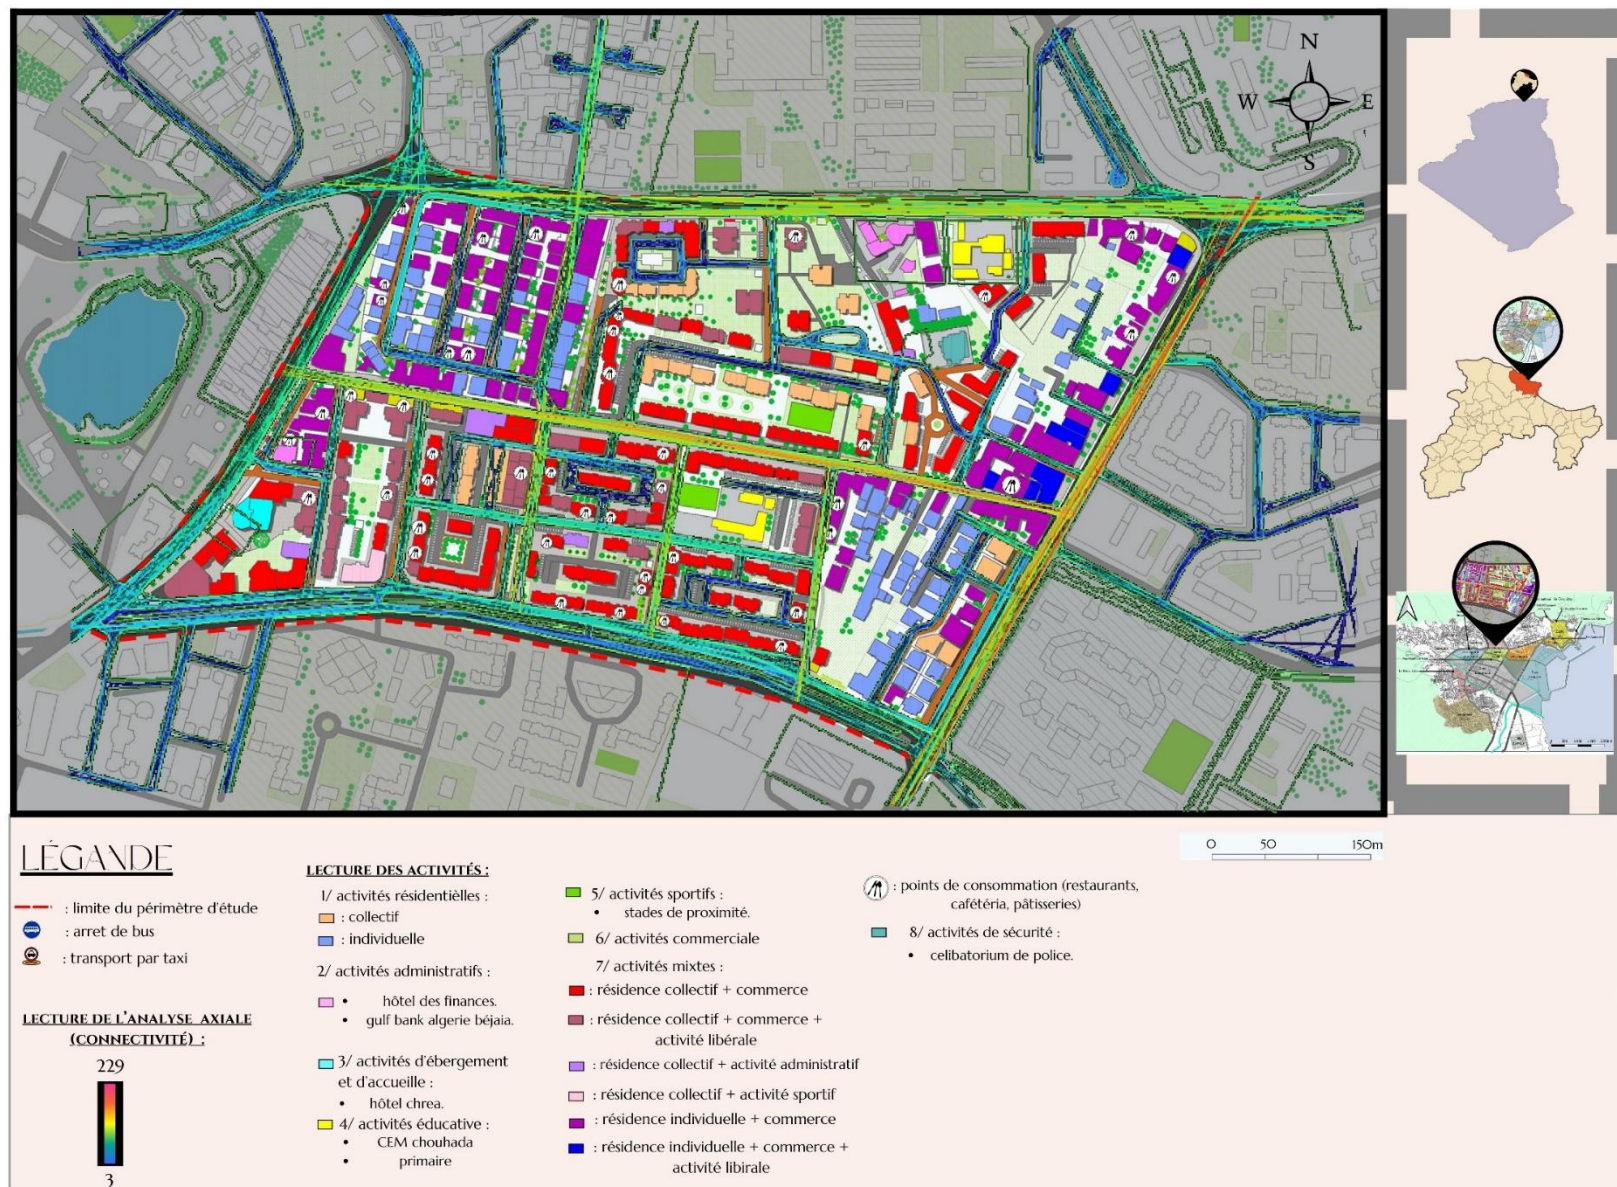 N
W
E
S
0 50 150m
LÉGANDE
: limite du périmètre d'étude
: arret de bus
: transport par taxi
LECTURE DE L'ANALYSE AXIALE
(CONNECTIVITÉ) :
229
3
LECTURE DES ACTIVITÉS :
1/ activités résidentièlles :
: collectif
: individuelle
2/ activités administratifs :
• hôtel des finances.
• gulf bank algerie béjaia.
3/ activités d'ébergement
et d'accueille :
• hôtel chrea.
4/ activités éducative :
• CEM chouhada
• primaire
5/ activités sportifs :
• stades de proximité.
6/ activités commerciale
7/ activités mixtes :
: résidence collectif + commerce
: résidence collectif + commerce +
activité libérale
: résidence collectif + activité administratif
: résidence collectif + activité sportif
: résidence individuelle + commerce
: résidence individuelle + commerce +
activité libirale
: points de consommation (restaurants,
cafétéria, pâtisseries)
8/ activités de sécurité :
• celibatorium de police.